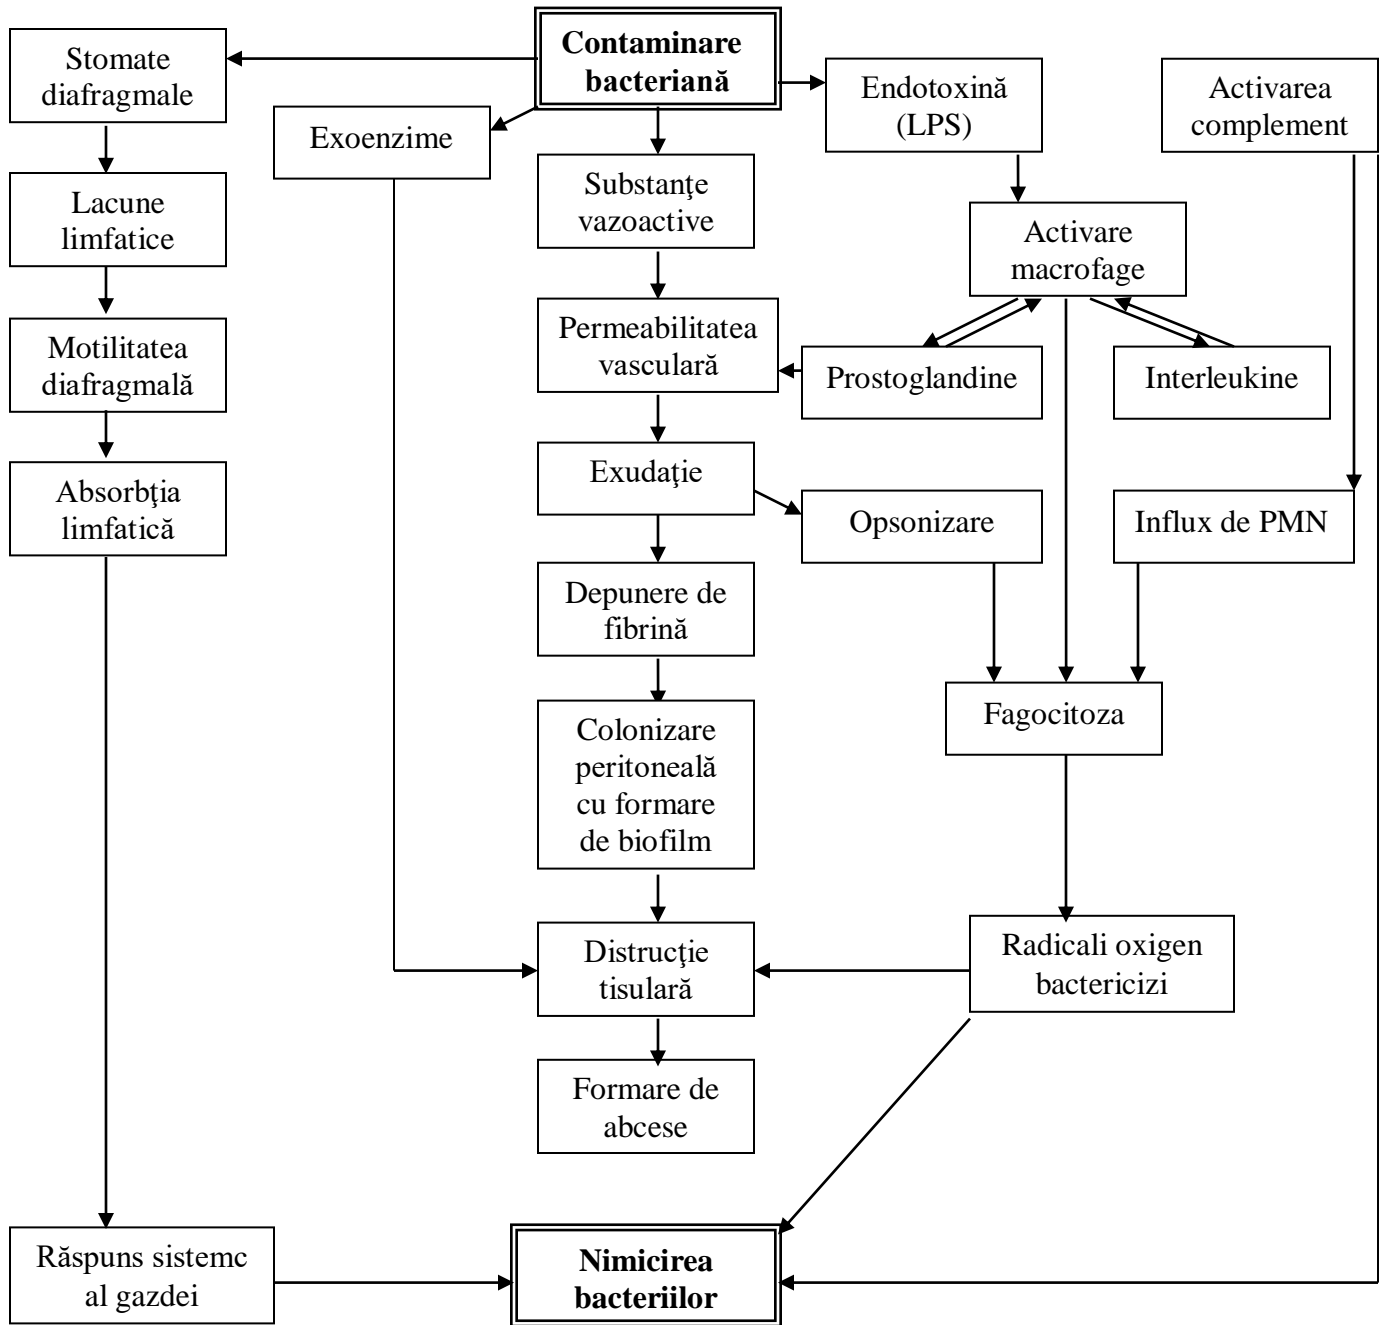 Contaminare
bacteriană
Stomate
diafragmale
Endotoxină
(LPS)
Activarea
complement
Exoenzime
Substanţe
vazoactive
Lacune
limfatice
Activare
macrofage
Permeabilitatea
vasculară
Motilitatea
diafragmală
Prostoglandine
Interleukine
Exudaţie
Absorbţia
limfatică
Opsonizare
Influx de PMN
Depunere de
fibrină
Fagocitoza
Colonizare
peritoneală
cu formare
de biofilm
Distrucţie
tisulară
Radicali oxigen
bactericizi
Formare de
abcese
Răspuns sistemc
al gazdei
Nimicirea
bacteriilor